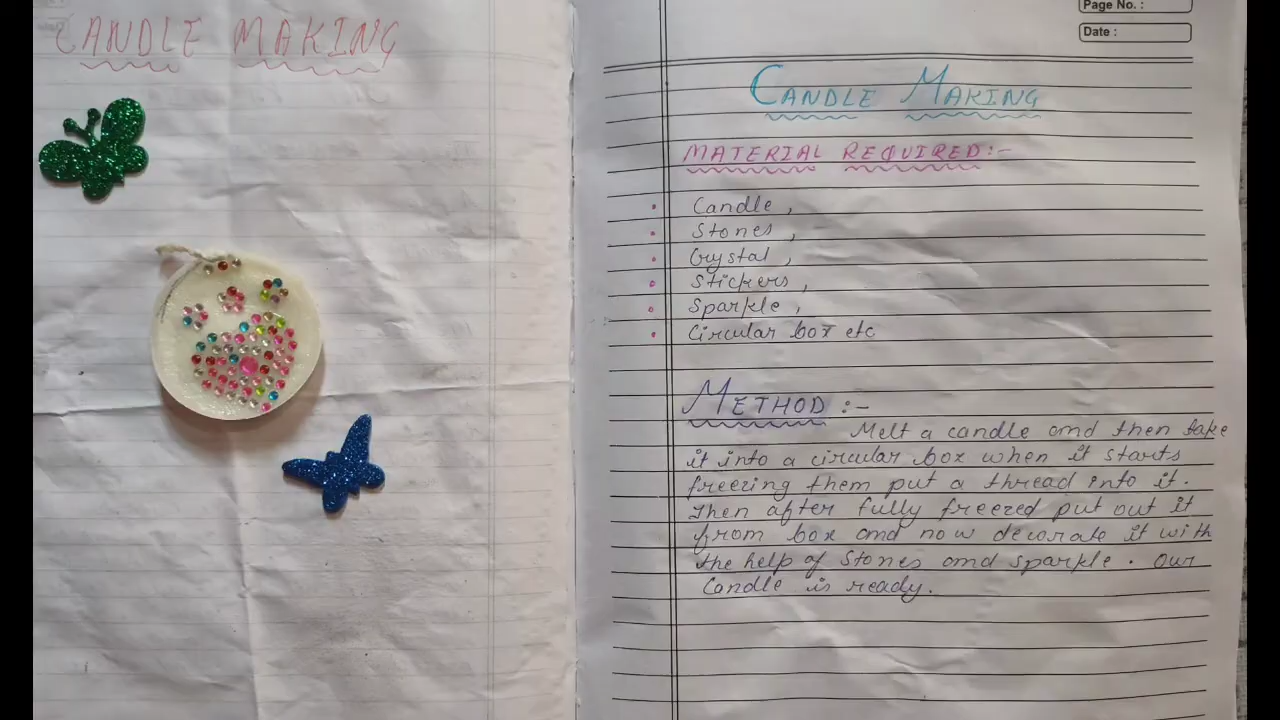 CANDLE MAKING
Page No. :
Date :
CANDLE MAKING
MATERIAL REQUIRED:-
• Candle,
• Stones,
• Crystal,
• Stickers,
• Sparkle,
• Circular box etc
METHOD :-
Melt a candle and then take
it into a circular box when it starts
freezing them put a thread into it.
Then after fully freezed put out it
from box and now decorate it with
the help of stones and sparkle. Our
Candle is ready.